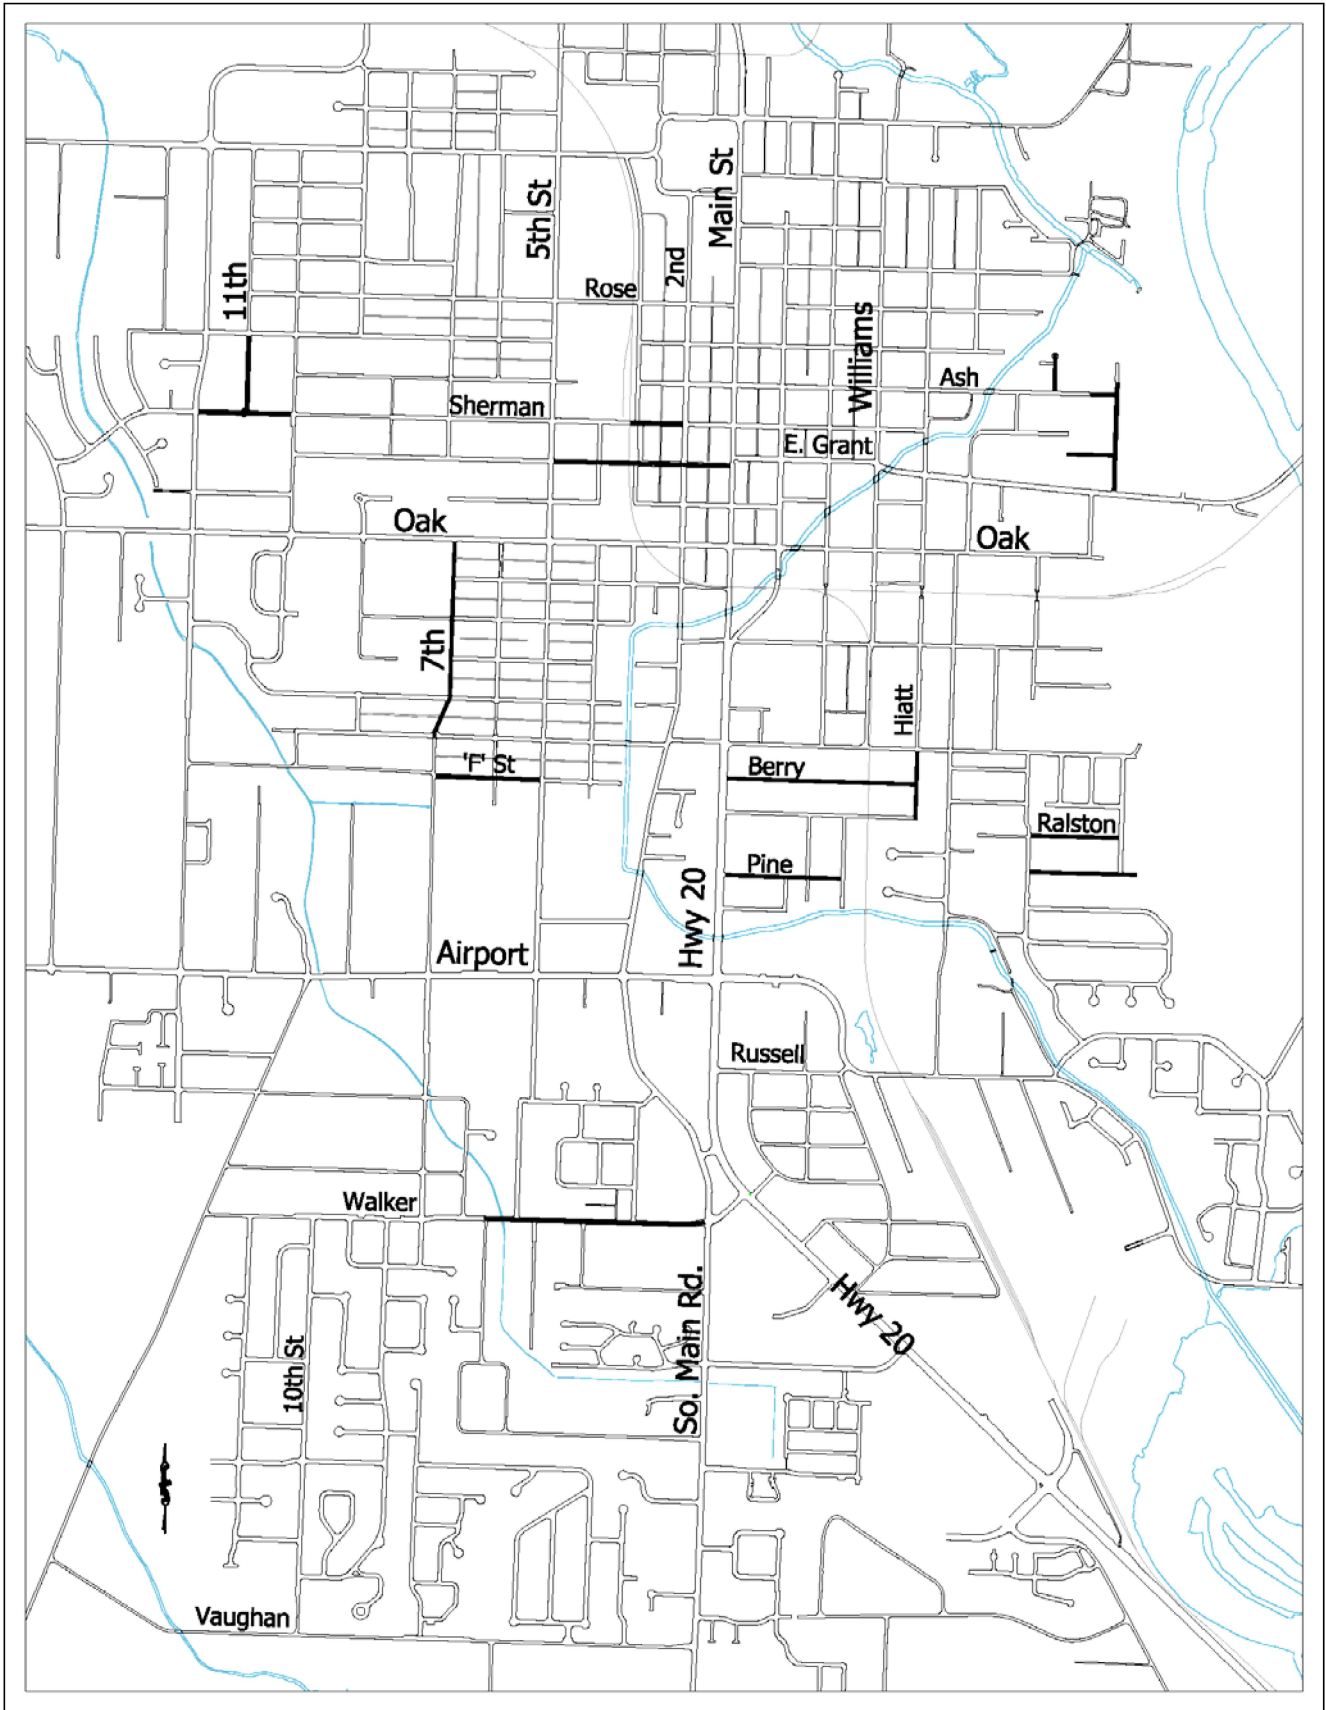 Main St
5th St
2nd
11th
Rose
Williams
Ash
Sherman
E. Grant
Oak
Oak
7th
Hiatt
'F' St
Berry
Ralston
Pine
Hwy 20
Airport
Russell
Walker
So. Main Rd.
Hwy 20
10th St
Vaughan